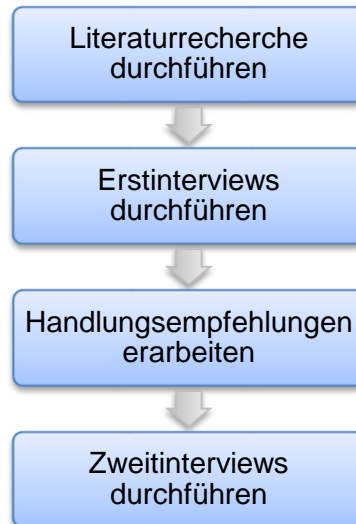 Literaturrecherche
durchführen
Erstinterviews
durchführen
Handlungsempfehlungen
erarbeiten
Zweitinterviews
durchführen